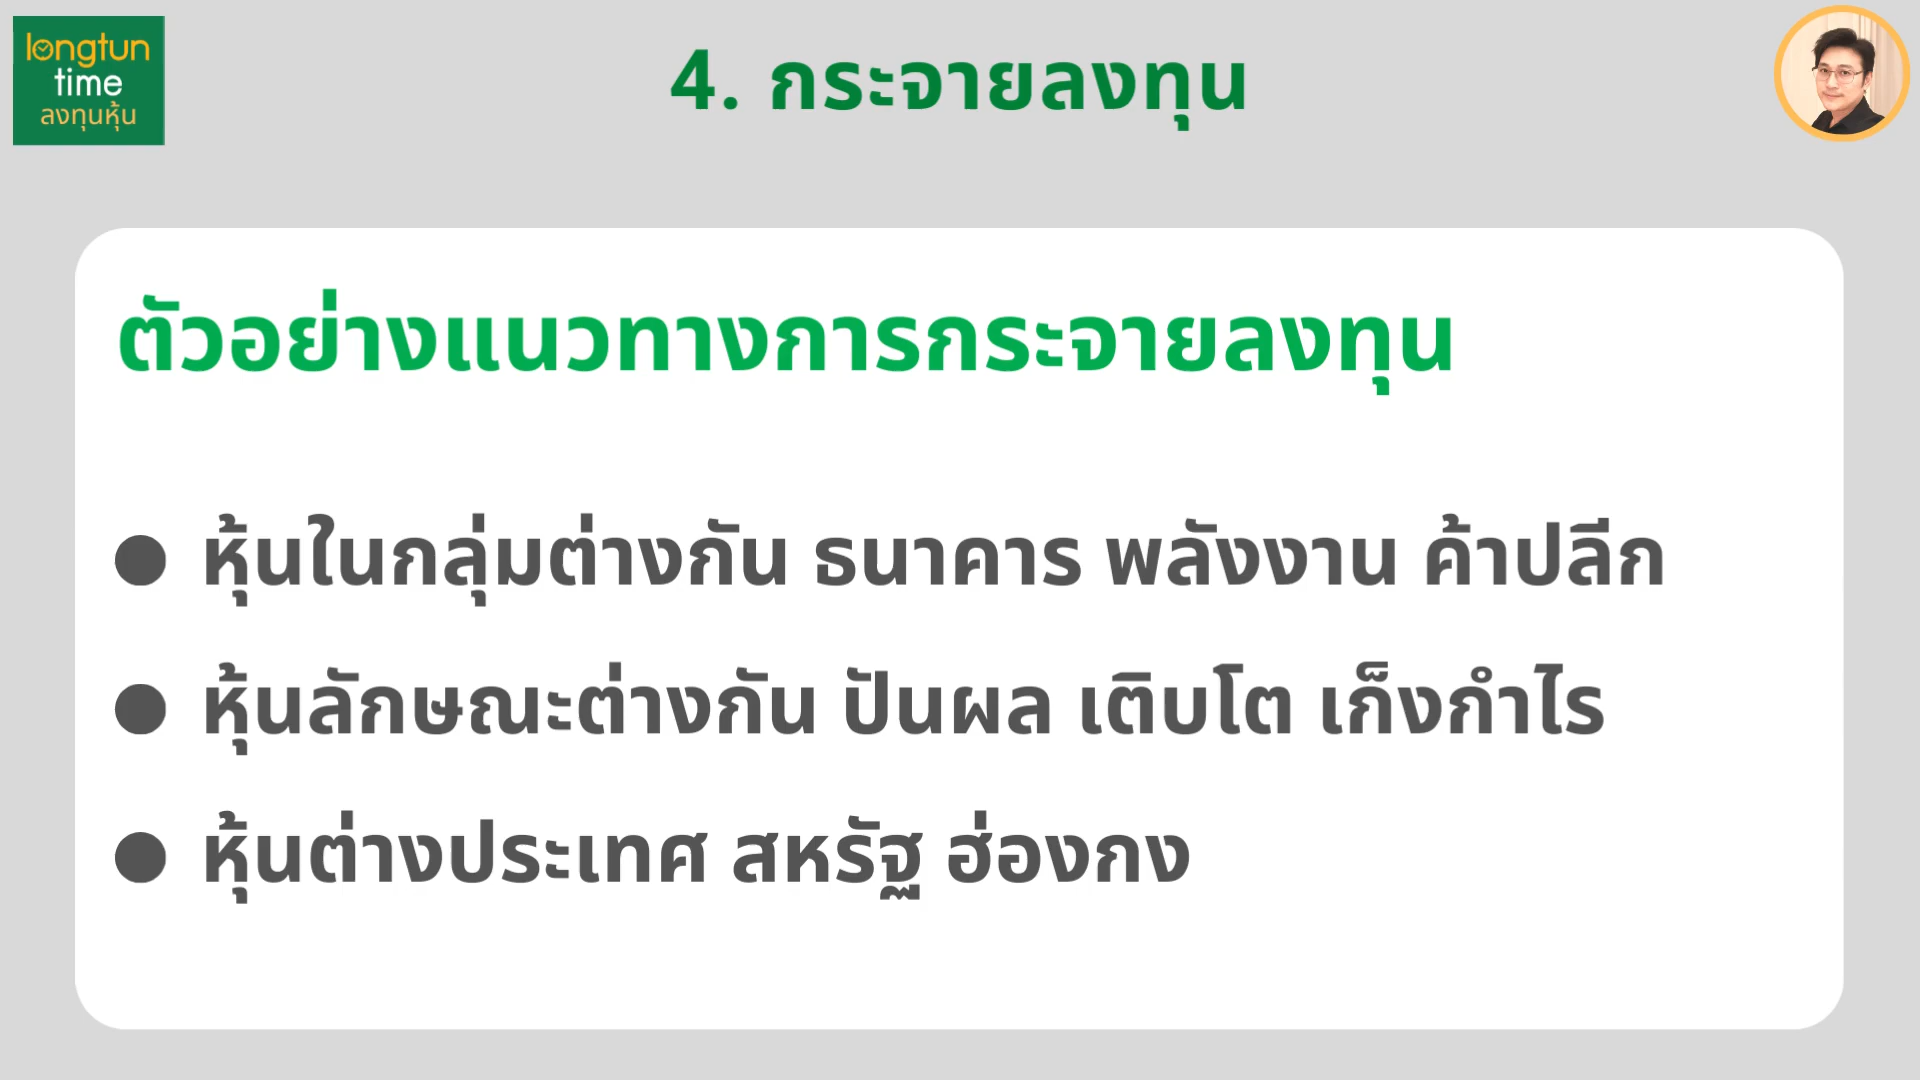 longtun
time
ลงทุนหุ้น
4. กระจายลงทุน
ตัวอย่างแนวทางการกระจายลงทุน
● หุ้นในกลุ่มต่างกัน ธนาคาร พลังงาน ค้าปลีก
● หุ้นลักษณะต่างกัน ปันผล เติบโต เก็งกำไร
● หุ้นต่างประเทศ สหรัฐ ฮ่องกง